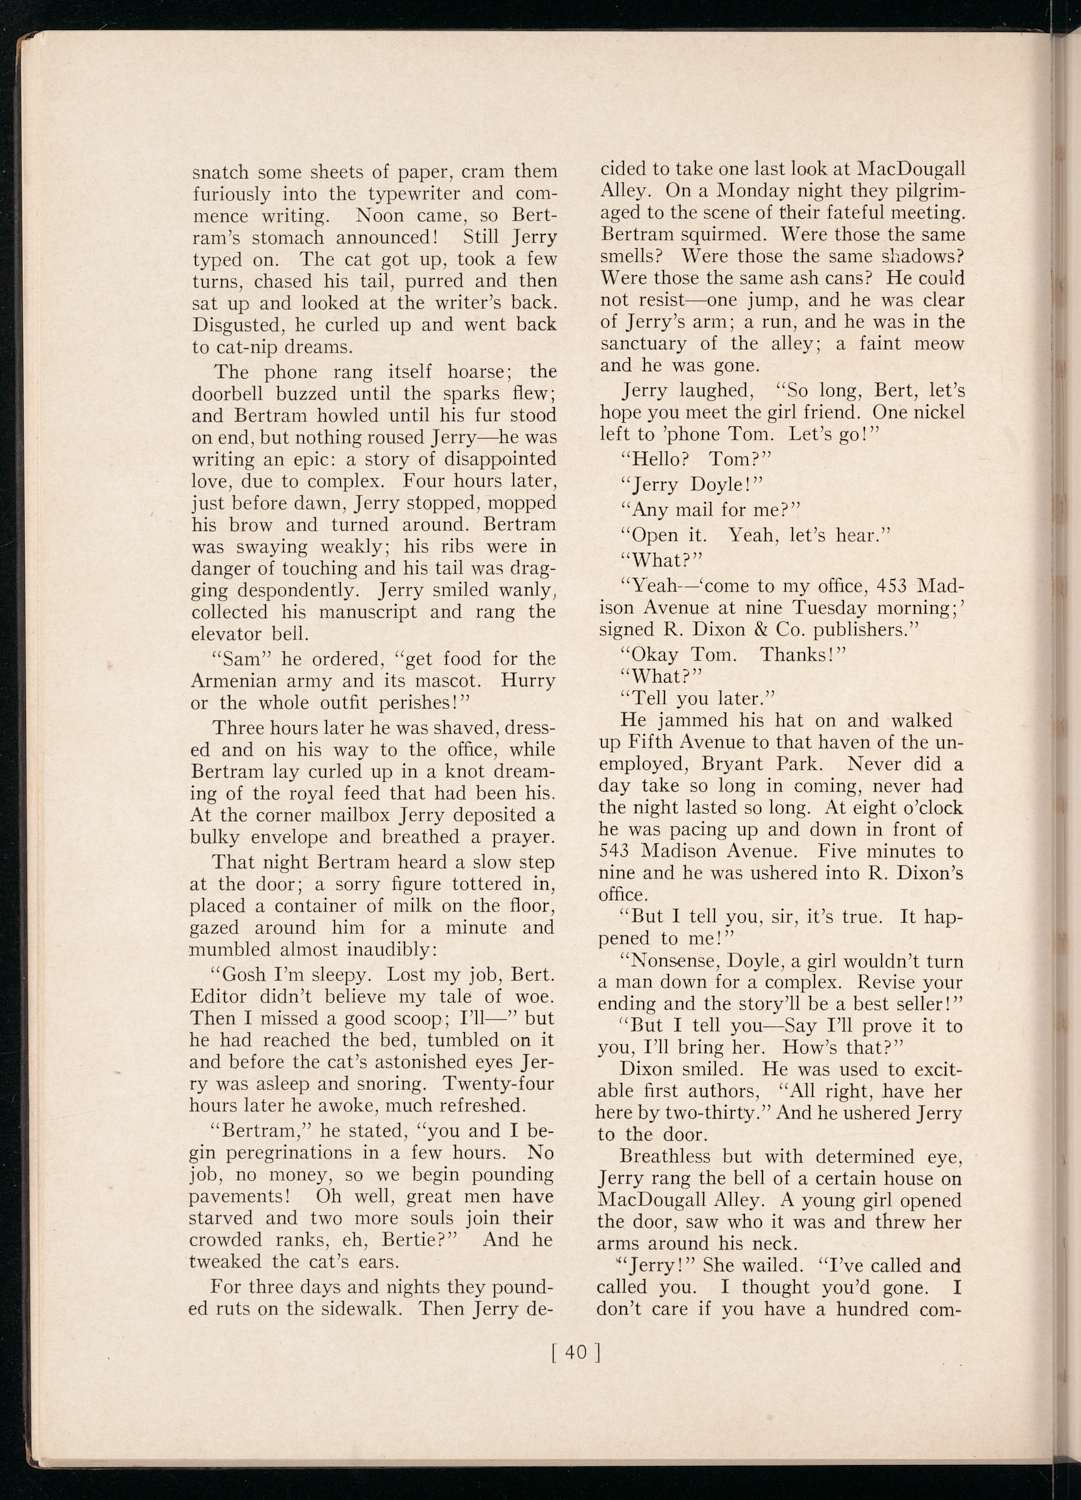 snatch some sheets of paper, cram them
furiously into the typewriter and com-
mence writing. Noon came, so Bert-
ram's stomach announced! Still Jerry
typed on. The cat got up, took a few
turns, chased his tail, purred and then
sat up and looked at the writer's back.
Disgusted, he curled up and went back
to cat-nip dreams.
The phone rang itself hoarse; the
doorbell buzzed until the sparks flew;
and Bertram howled until his fur stood
on end, but nothing roused Jerry—he was
writing an epic: a story of disappointed
love, due to complex. Four hours later,
just before dawn, Jerry stopped, mopped
his brow and turned around. Bertram
was swaying weakly; his ribs were in
danger of touching and his tail was drag-
ging despondently. Jerry smiled wanly,
collected his manuscript and rang the
elevator bell.
“Sam” he ordered, “get food for the
Armenian army and its mascot. Hurry
or the whole outfit perishes!”
Three hours later he was shaved, dress-
ed and on his way to the office, while
Bertram lay curled up in a knot dream-
ing of the royal feed that had been his.
At the corner mailbox Jerry deposited a
bulky envelope and breathed a prayer.
That night Bertram heard a slow step
at the door; a sorry figure tottered in,
placed a container of milk on the floor,
gazed around him for a minute and
mumbled almost inaudibly:
“Gosh I'm sleepy. Lost my job, Bert.
Editor didn't believe my tale of woe.
Then I missed a good scoop; I'll—” but
he had reached the bed, tumbled on it
and before the cat's astonished eyes Jer-
ry was asleep and snoring. Twenty-four
hours later he awoke, much refreshed.
“Bertram,” he stated, “you and I be-
gin peregrinations in a few hours. No
job, no money, so we begin pounding
pavements! Oh well, great men have
starved and two more souls join their
crowded ranks, eh, Bertie?” And he
tweaked the cat's ears.
For three days and nights they pound-
ed ruts on the sidewalk. Then Jerry de-
cided to take one last look at MacDougall
Alley. On a Monday night they pilgrim-
aged to the scene of their fateful meeting.
Bertram squirmed. Were those the same
smells? Were those the same shadows?
Were those the same ash cans? He could
not resist—one jump, and he was clear
of Jerry's arm; a run, and he was in the
sanctuary of the alley; a faint meow
and he was gone.
Jerry laughed, “So long, Bert, let's
hope you meet the girl friend. One nickel
left to 'phone Tom. Let's go!”
“Hello? Tom?”
“Jerry Doyle!”
“Any mail for me?”
“Open it. Yeah, let's hear.”
“What?”
“Yeah—‘come to my office, 453 Mad-
ison Avenue at nine Tuesday morning;’
signed R. Dixon & Co. publishers.”
“Okay Tom. Thanks!”
“What?”
“Tell you later.”
He jammed his hat on and walked
up Fifth Avenue to that haven of the un-
employed, Bryant Park. Never did a
day take so long in coming, never had
the night lasted so long. At eight o'clock
he was pacing up and down in front of
543 Madison Avenue. Five minutes to
nine and he was ushered into R. Dixon's
office.
“But I tell you, sir, it's true. It hap-
pened to me!”
“Nonsense, Doyle, a girl wouldn't turn
a man down for a complex. Revise your
ending and the story'll be a best seller!”
“But I tell you—Say I'll prove it to
you, I'll bring her. How's that?”
Dixon smiled. He was used to excit-
able first authors, “All right, have her
here by two-thirty.” And he ushered Jerry
to the door.
Breathless but with determined eye,
Jerry rang the bell of a certain house on
MacDougall Alley. A young girl opened
the door, saw who it was and threw her
arms around his neck.
“Jerry!” She wailed. “I've called and
called you. I thought you'd gone. I
don't care if you have a hundred com-
[ 40 ]